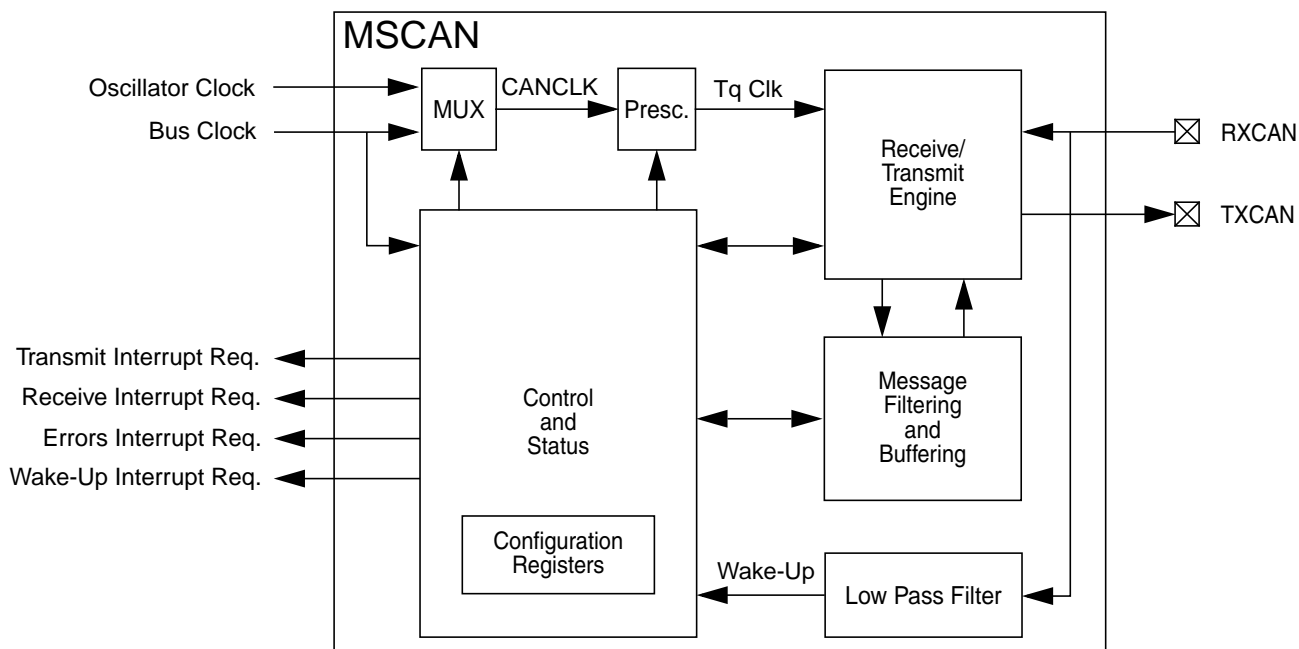 MSCAN
Oscillator Clock
Bus Clock
MUX
CANCLK
Presc.
Tq Clk
Receive/
Transmit
Engine
RXCAN
TXCAN
Transmit Interrupt Req.
Receive Interrupt Req.
Errors Interrupt Req.
Wake-Up Interrupt Req.
Control
and
Status
Message
Filtering
and
Buffering
Configuration
Registers
Wake-Up
Low Pass Filter